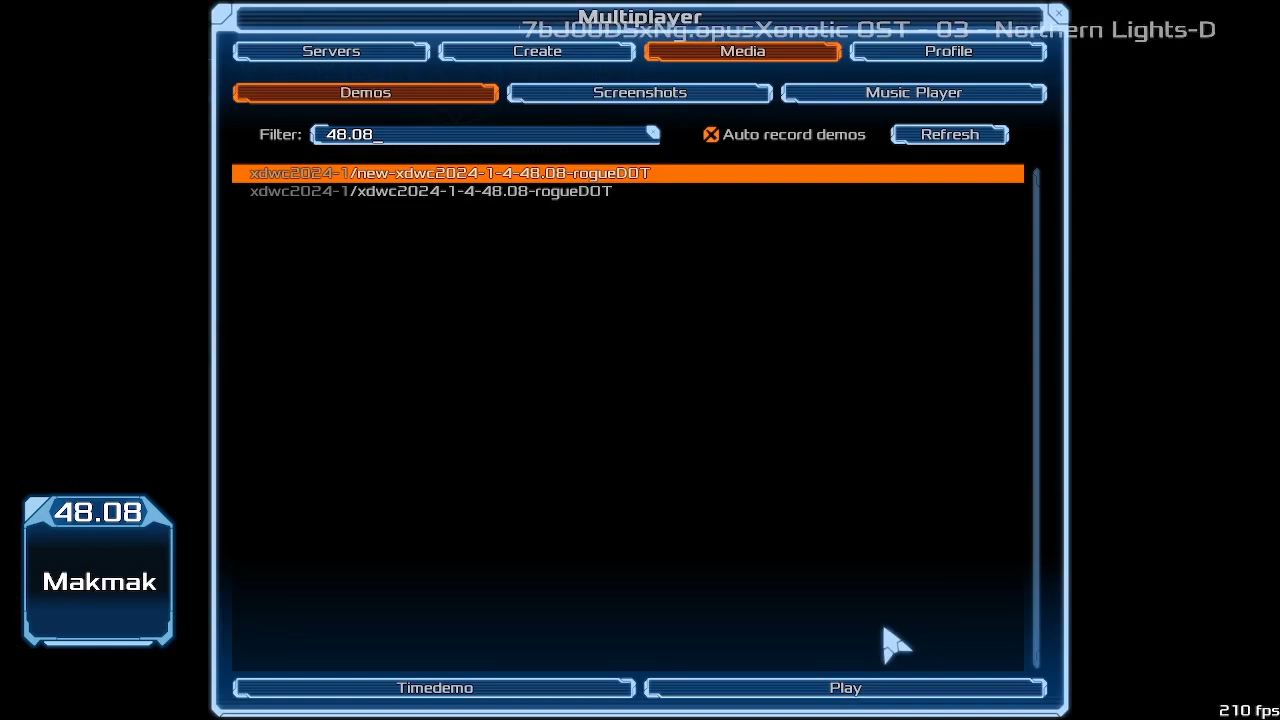 Multiplayer
7bJ00D5xNg.opusXonotic OST - 03 - Northern Lights-D
Servers Create Media Profile
Demos Screenshots Music Player
Filter: 48.08_ Auto record demos Refresh
xdwc2024-1/new-xdwc2024-1-4-48.08-rogueDOT
xdwc2024-1/xdwc2024-1-4-48.08-rogueDOT
48.08
Makmak
Timedemo Play
210 fps